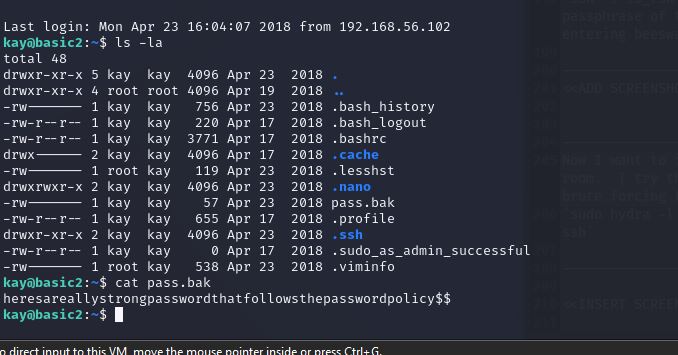 Last login: Mon Apr 23 16:04:07 2018 from 192.168.56.102
kay@basic2:~$ ls -la
total 48
drwxr-xr-x 5 kay  kay  4096 Apr 23  2018 .
drwxr-xr-x 4 root root 4096 Apr 19  2018 ..
-rw------- 1 kay  kay   756 Apr 23  2018 .bash_history
-rw-r--r-- 1 kay  kay   220 Apr 17  2018 .bash_logout
-rw-r--r-- 1 kay  kay  3771 Apr 17  2018 .bashrc
drwx------ 2 kay  kay  4096 Apr 17  2018 .cache
-rw------- 1 root kay   119 Apr 23  2018 .lesshst
drwxrwxr-x 2 kay  kay  4096 Apr 23  2018 .nano
-rw------- 1 kay  kay    57 Apr 23  2018 pass.bak
-rw-r--r-- 1 kay  kay   655 Apr 17  2018 .profile
drwxr-xr-x 2 kay  kay  4096 Apr 23  2018 .ssh
-rw-r--r-- 1 kay  kay     0 Apr 17  2018 .sudo_as_admin_successful
-rw------- 1 root kay   538 Apr 23  2018 .viminfo
kay@basic2:~$ cat pass.bak
heresareallystrongpasswordthatfollowsthepasswordpolicy$$
kay@basic2:~$
passphrase of
entering beesw
<<ADD SCREENSH
Now I want to
room. I try t
brute forcing
`sudo hydra -l
ssh`
<<INSERT SCREE
o direct input to this VM, move the mouse pointer inside or press Ctrl+G.